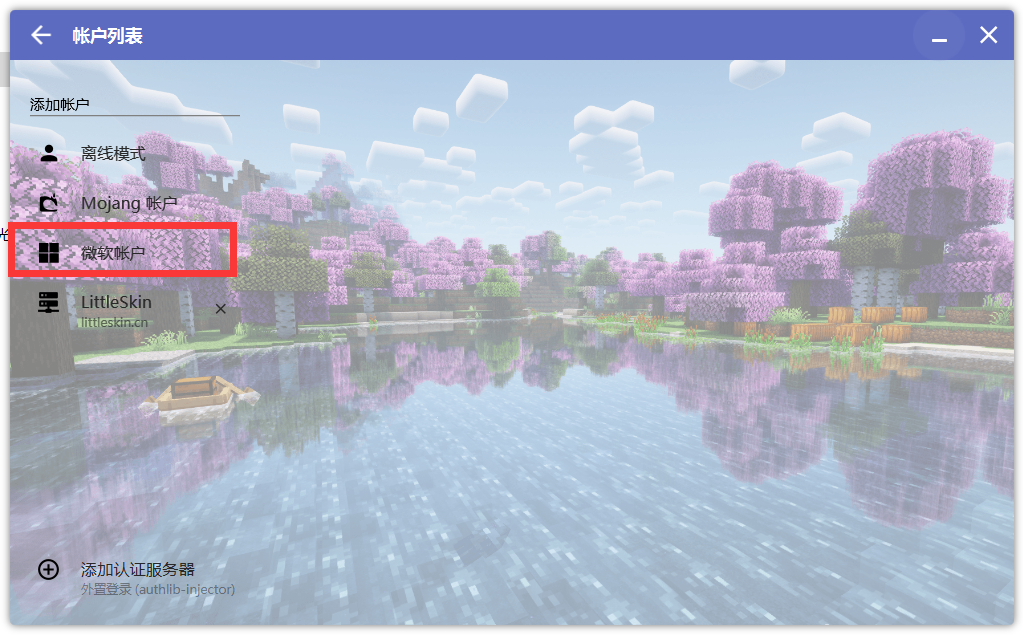 帐户列表
添加帐户
离线模式
Mojang 帐户
微软帐户
LittleSkin
littleskin.cn
添加认证服务器
外置登录 (authlib-injector)